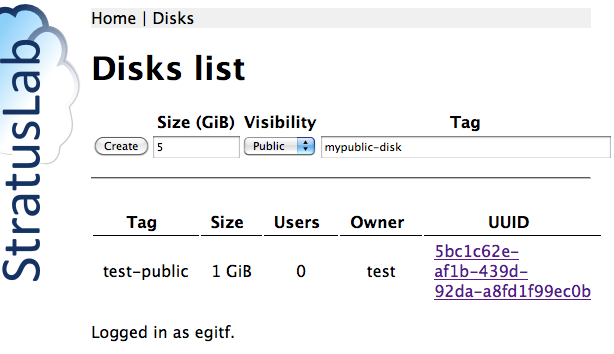 StratusLab
Home | Disks
Disks list
Size (GiB) Visibility Tag
Create 5 Public mypublic-disk
Tag Size Users Owner UUID
5bc1c62e-
test-public 1 GiB 0 test af1b-439d-
92da-a8fd1f99ec0b
Logged in as egitf.